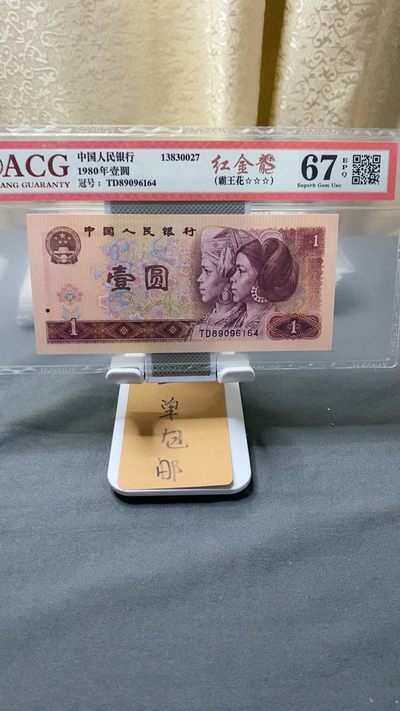 ACG
ANG GUARANTY
中国人民银行
1980年壹圆
冠号：TD89096164
13830027
红金龍
(霸王花☆☆☆)
67
EPQ
Superb Gem Unc
中国人民银行
1
壹圆
1
TD89096164
1
单包
邮